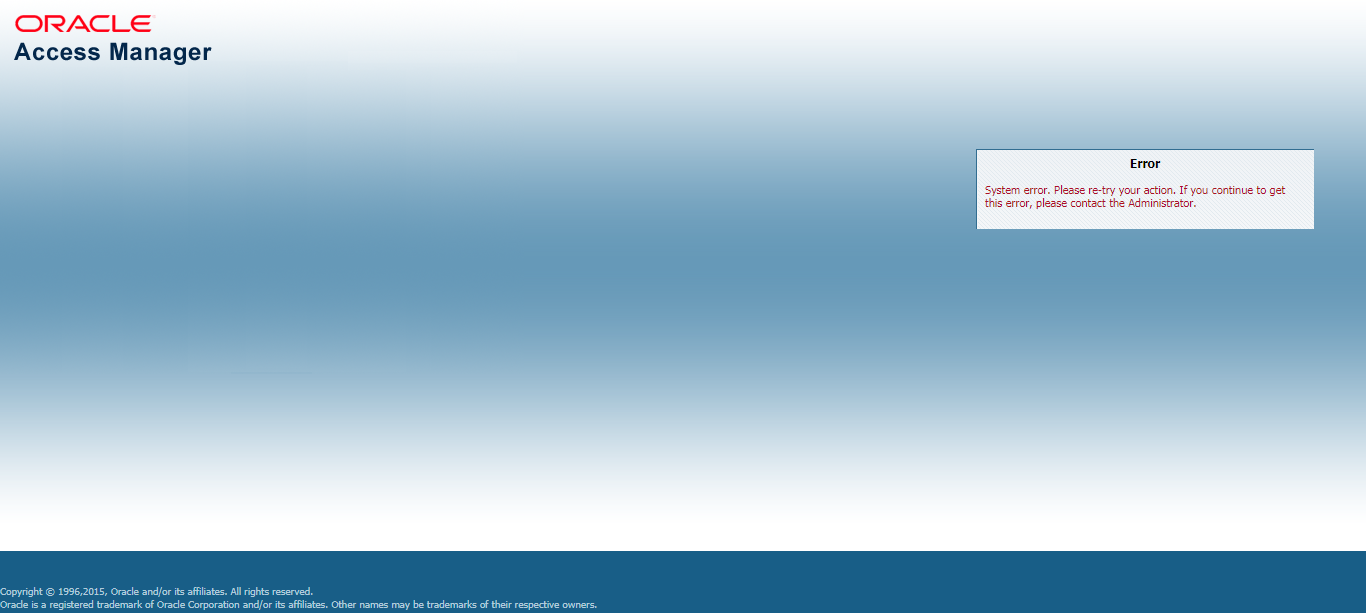 ORACLE
Access Manager
Error
System error. Please re-try your action. If you continue to get
this error, please contact the Administrator.
Copyright © 1996,2015, Oracle and/or its affiliates. All rights reserved.
Oracle is a registered trademark of Oracle Corporation and/or its affiliates. Other names may be trademarks of their respective owners.